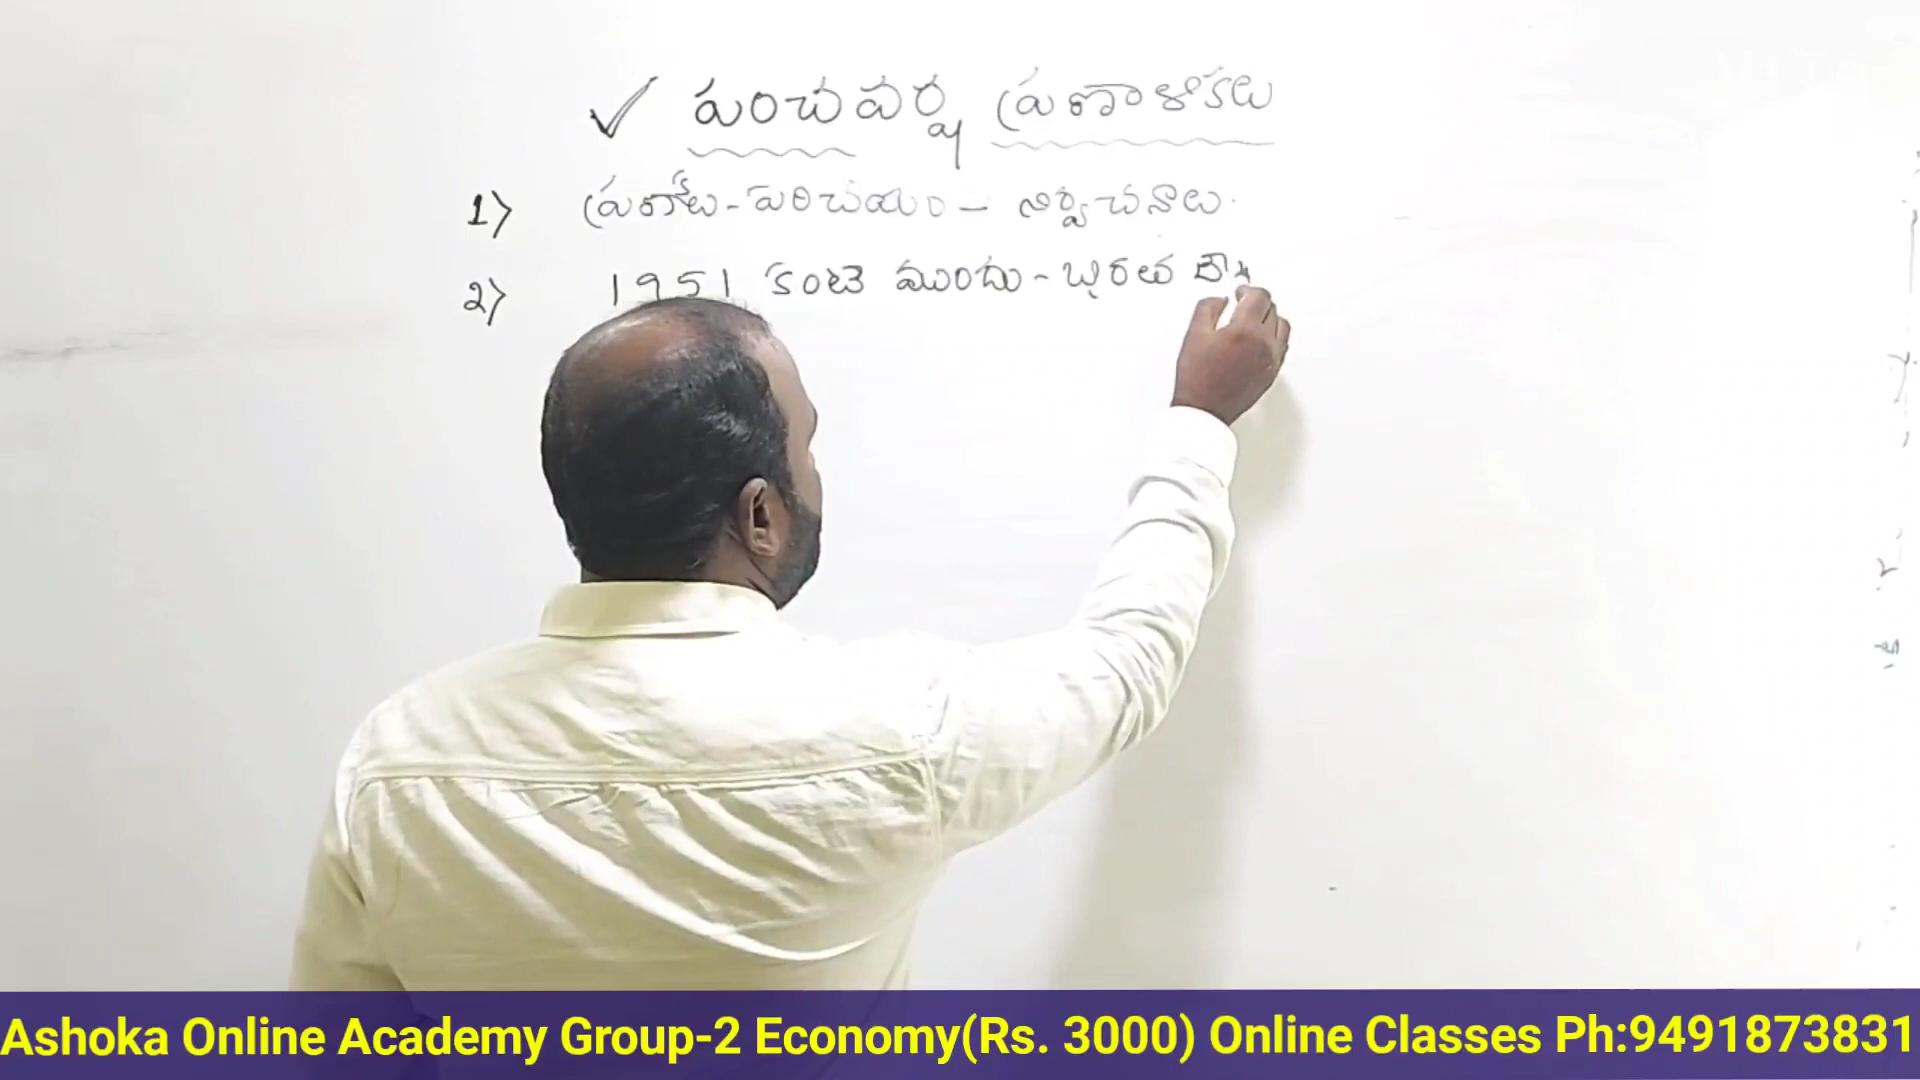 ✓ పంచవర్ష ప్రణాళికలు
1) - పరిచయం - నిర్వచనాలు.
2) 1951 కంటె ముందు - భారత
Ashoka Online Academy Group-2 Economy(Rs. 3000) Online Classes Ph:9491873831